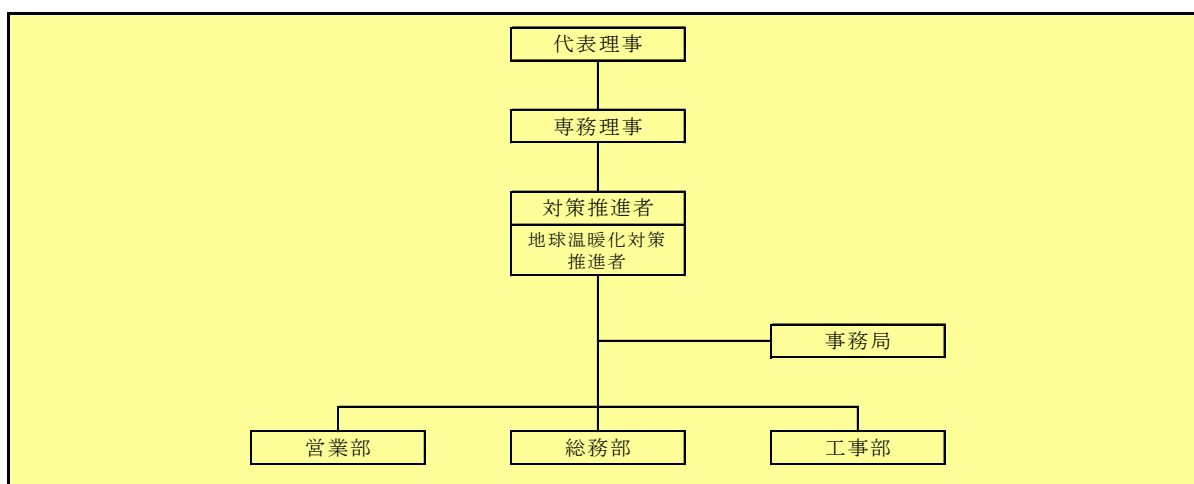 代表理事
専務理事
対策推進者
地球温暖化対策
推進者
事務局
営業部
総務部
工事部